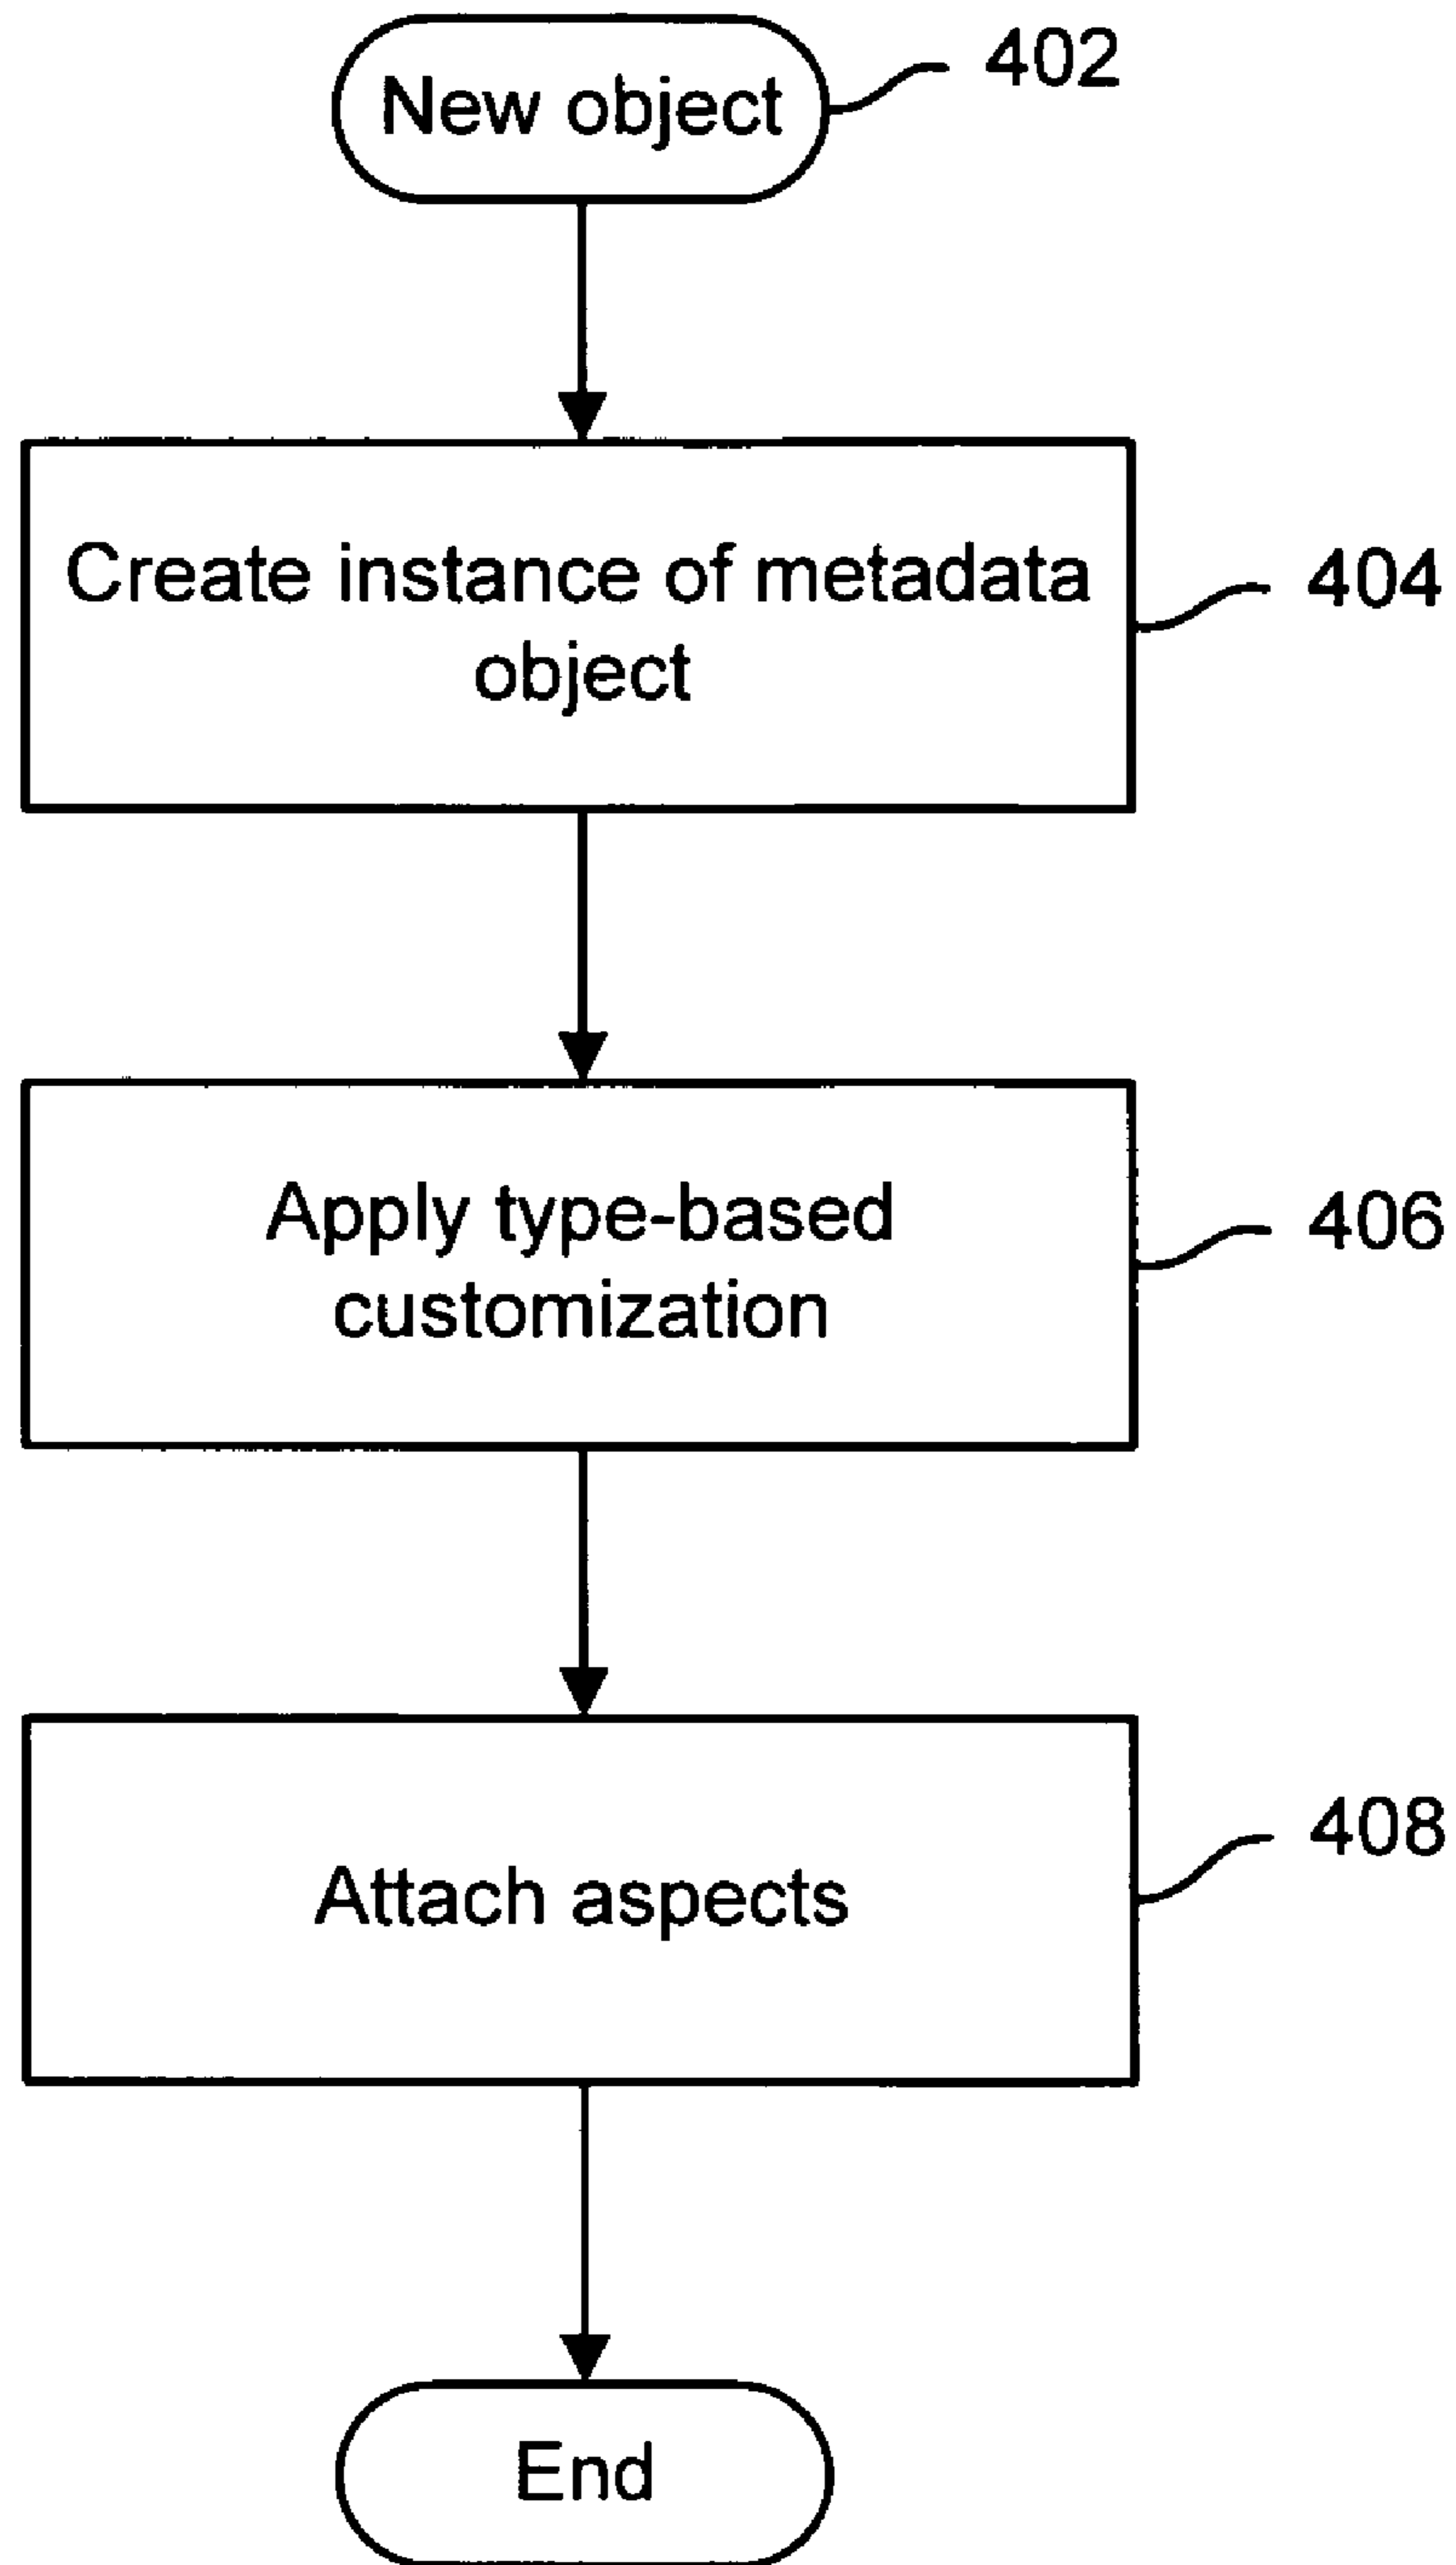 New object
402
Create instance of metadata
object
404
Apply type-based
customization
406
Attach aspects
408
End